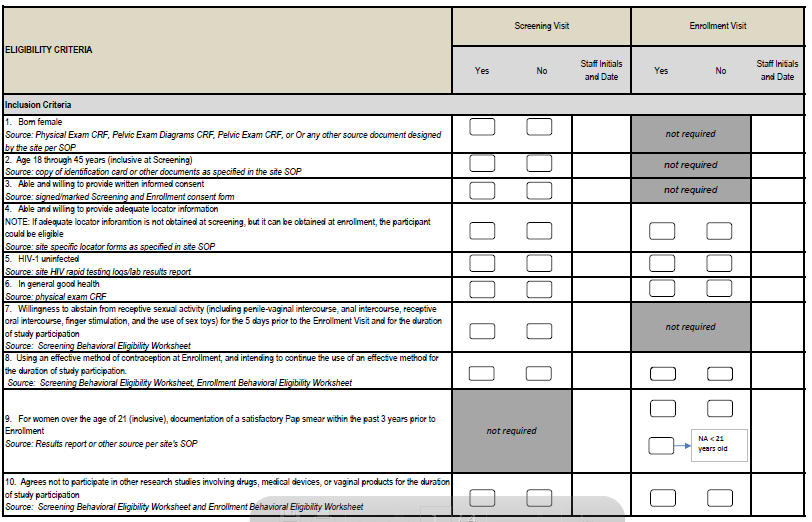 Screening Visit
Enrollment Visit
ELIGIBILITY CRITERIA
Yes
No
Staff Initials
and Date
Yes
No
Staff Initials
and Date
Inclusion Criteria
1. Born female
Source: Physical Exam CRF, Pelvic Exam Diagrams CRF, Pelvic Exam CRF, or Or any other source document designed
by the site per SOP
not required
2. Age 18 through 45 years (inclusive at Screening)
Source: copy of identification card or other documents as specified in the site SOP
not required
3. Able and willing to provide written informed consent
Source: signed/marked Screening and Enrollment consent form
not required
4. Able and willing to provide adequate locator information
NOTE: If adequate locator inforamtion is not obtained at screening, but it can be obtained at enrollment, the participant
could be eligible
Source: site specific locator forms as specified in site SOP
5. HIV-1 uninfected
Source: site HIV rapid testing logs/lab results report
6. In general good health
Source: physical exam CRF
7. Willingness to abstain from receptive sexual activity (including penile-vaginal intercourse, anal intercourse, receptive
oral intercourse, finger stimulation, and the use of sex toys) for the 5 days prior to the Enrollment Visit and for the duration
of study participation
Source: Screening Behavioral Eligibility Worksheet
not required
8. Using an effective method of contraception at Enrollment, and intending to continue the use of an effective method for
the duration of study participation.
Source: Screening Behavioral Eligibility Worksheet, Enrollment Behavioral Eligibility Worksheet
9. For women over the age of 21 (inclusive), documentation of a satisfactory Pap smear within the past 3 years prior to
Enrollment
Source: Results report or other source per site's SOP
not required
NA < 21
years old
10. Agrees not to participate in other research studies involving drugs, medical devices, or vaginal products for the duration
of study participation
Source: Screening Behavioral Eligibility Worksheet and Enrollment Behavioral Eligibility Worksheet